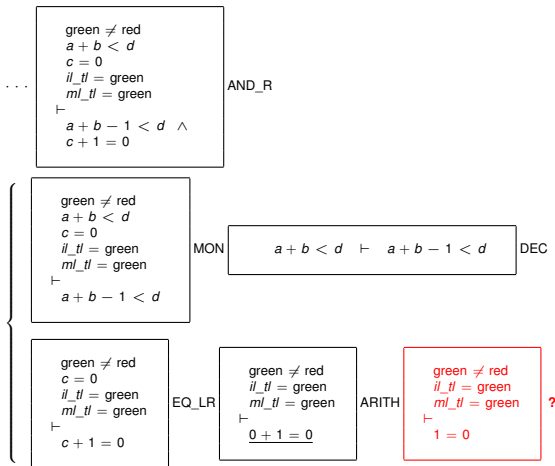 green ≠ red
a + b < d
c = 0
il_tl = green
ml_tl = green
⊢
a + b − 1 < d ∧
c + 1 = 0
. . .
AND_R
green ≠ red
a + b < d
c = 0
il_tl = green
ml_tl = green
⊢
a + b − 1 < d
MON
a + b < d ⊢ a + b − 1 < d
DEC
green ≠ red
c = 0
il_tl = green
ml_tl = green
⊢
c + 1 = 0
EQ_LR
green ≠ red
il_tl = green
ml_tl = green
⊢
0 + 1 = 0
ARITH
green ≠ red
il_tl = green
ml_tl = green
⊢
1 = 0
?